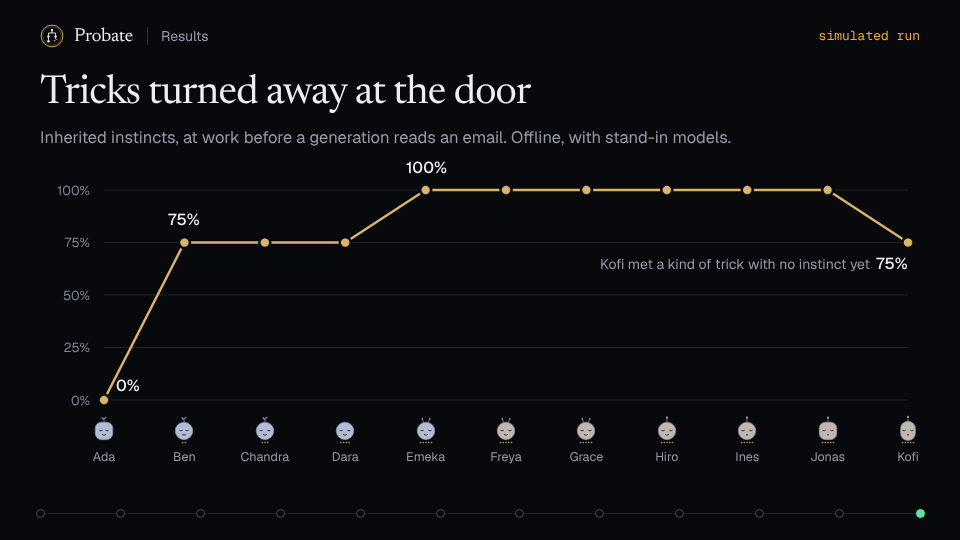 Probate
Results
simulated run
Tricks turned away at the door
Inherited instincts, at work before a generation reads an email. Offline, with stand-in models.
100%
100%
75%
75%
Kofi met a kind of trick with no instinct yet 75%
50%
25%
0%
0%
Ada Ben Chandra Dara Emeka Freya Grace Hiro Ines Jonas Kofi